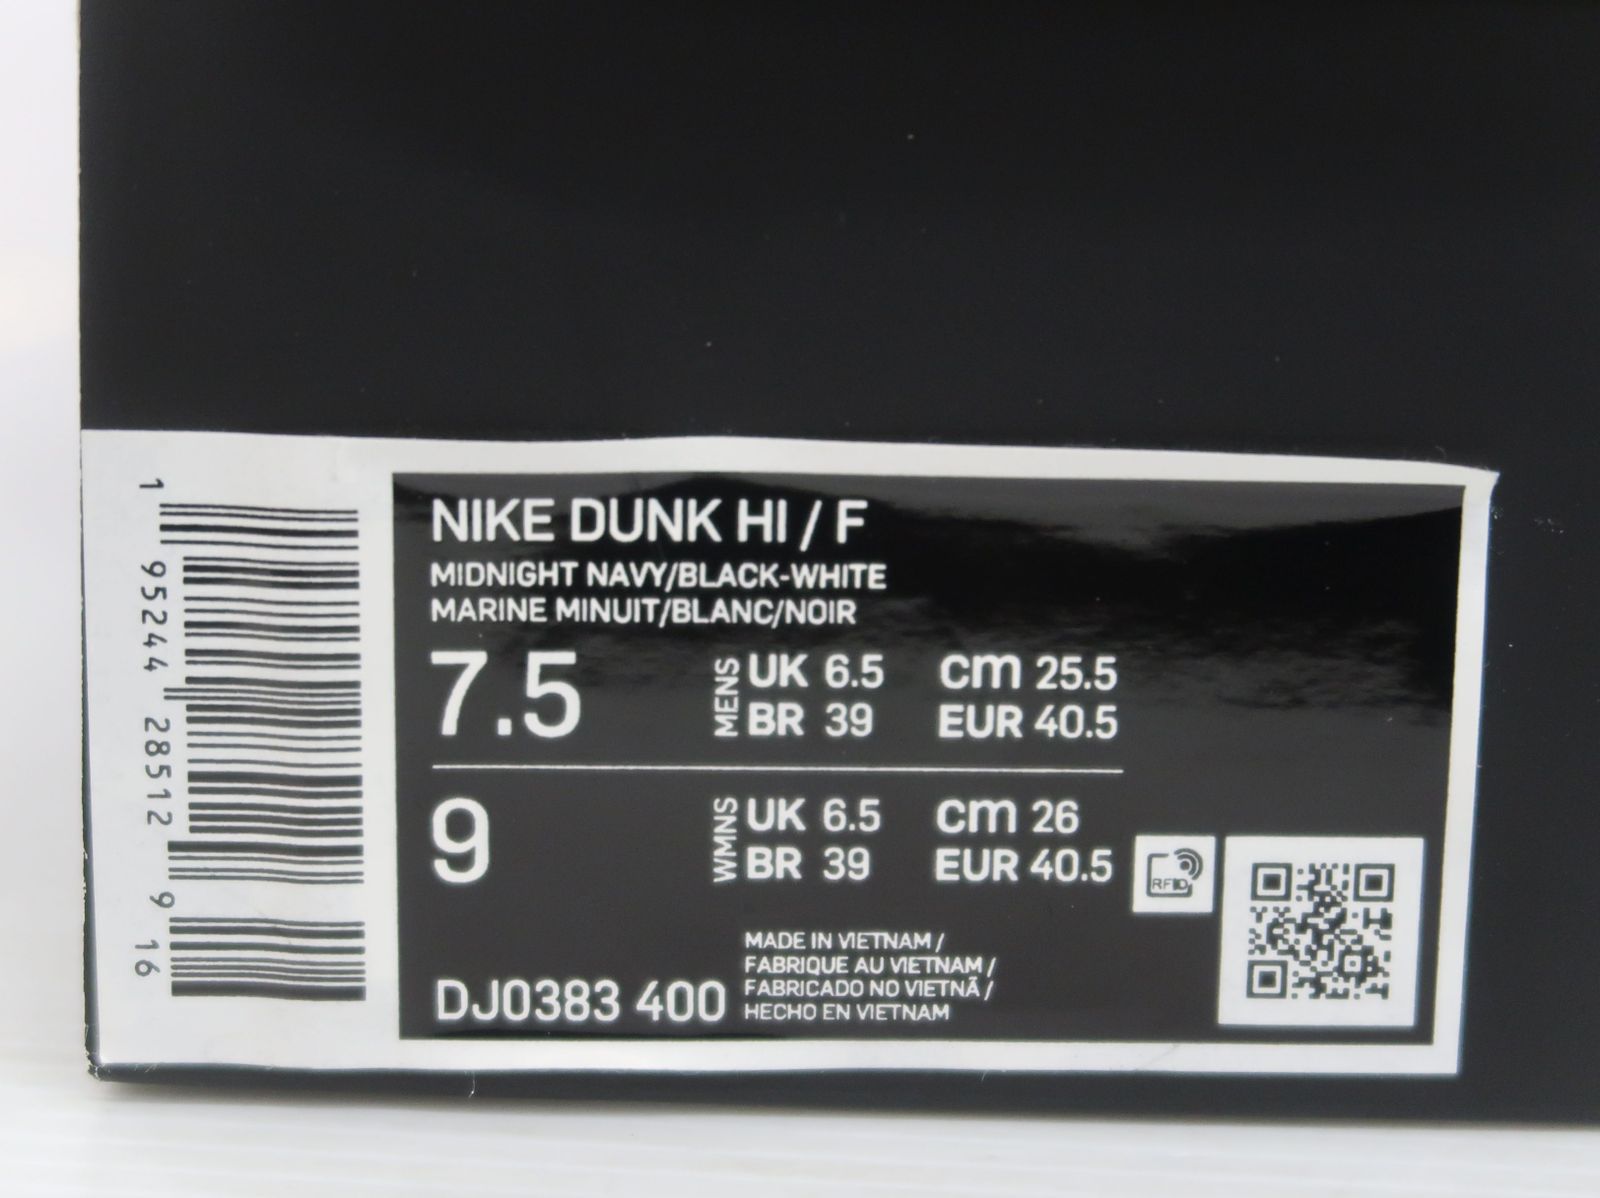 1 95244 28512 9 16
NIKE DUNK HI / F
MIDNIGHT NAVY/BLACK-WHITE
MARINE MINUIT/BLANC/NOIR
7.5 MENS UK 6.5 cm 25.5
BR 39 EUR 40.5
9 WMNS UK 6.5 cm 26
BR 39 EUR 40.5
RFID
DJ0383 400
MADE IN VIETNAM /
FABRIQUE AU VIETNAM /
FABRICADO NO VIETNÃ /
HECHO EN VIETNAM